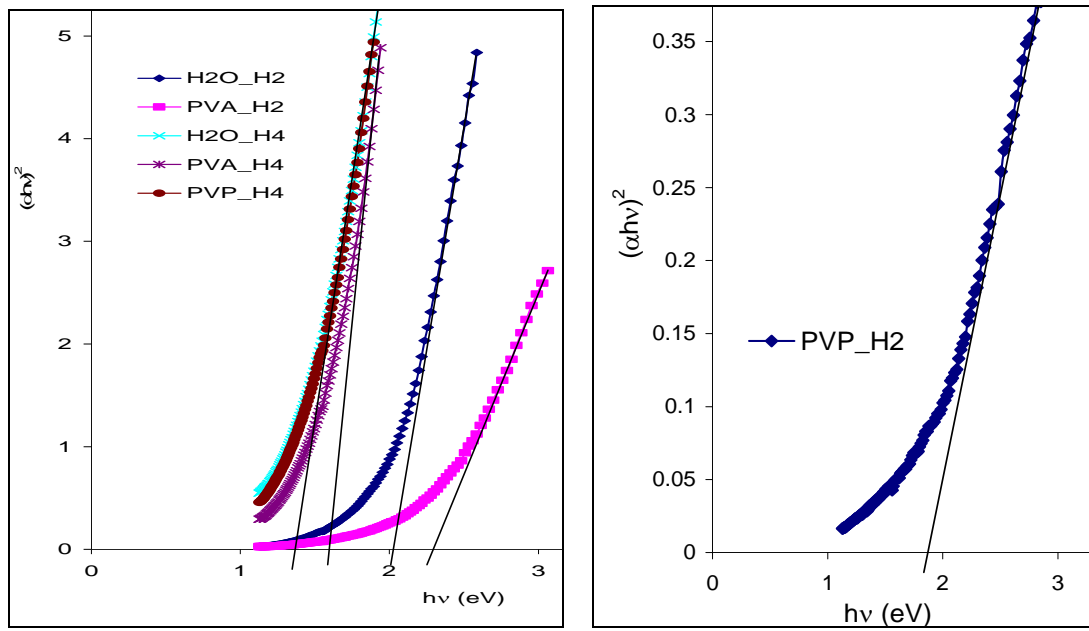 5
4
3
2
1
0
(αhν)²
H2O_H2
PVA_H2
H2O_H4
PVA_H4
PVP_H4
0
1
2
3
hν (eV)
0.35
0.3
0.25
0.2
0.15
0.1
0.05
0
(αhν)²
PVP_H2
0
1
2
3
hν (eV)